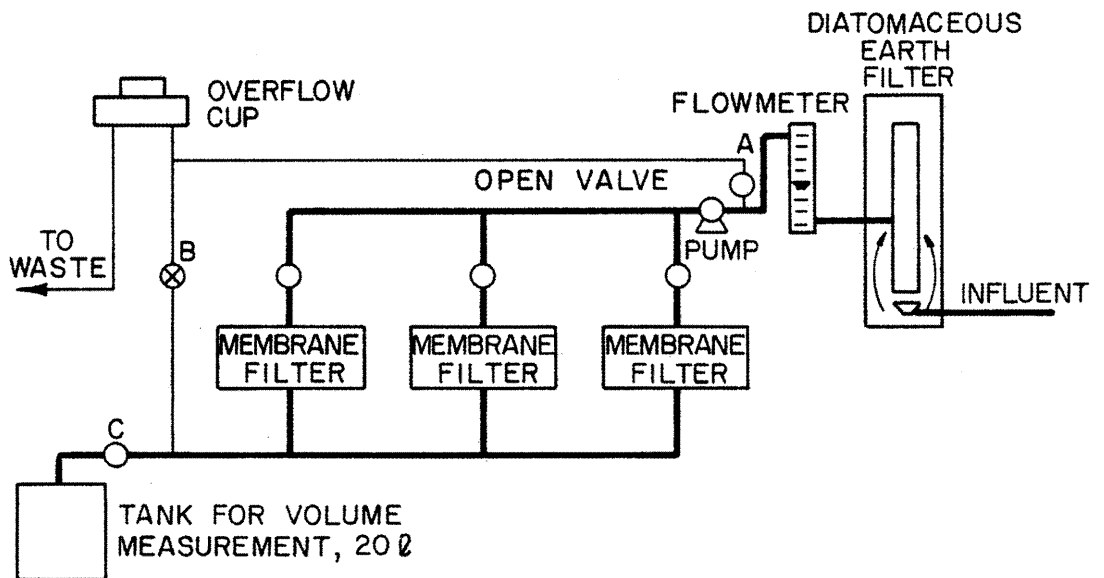 DIATOMACEOUS
EARTH
FILTER
OVERFLOW
CUP
FLOWMETER
A
OPEN VALVE
PUMP
TO
WASTE
B
INFLUENT
MEMBRANE
FILTER
MEMBRANE
FILTER
MEMBRANE
FILTER
C
TANK FOR VOLUME
MEASUREMENT, 20 ℓ